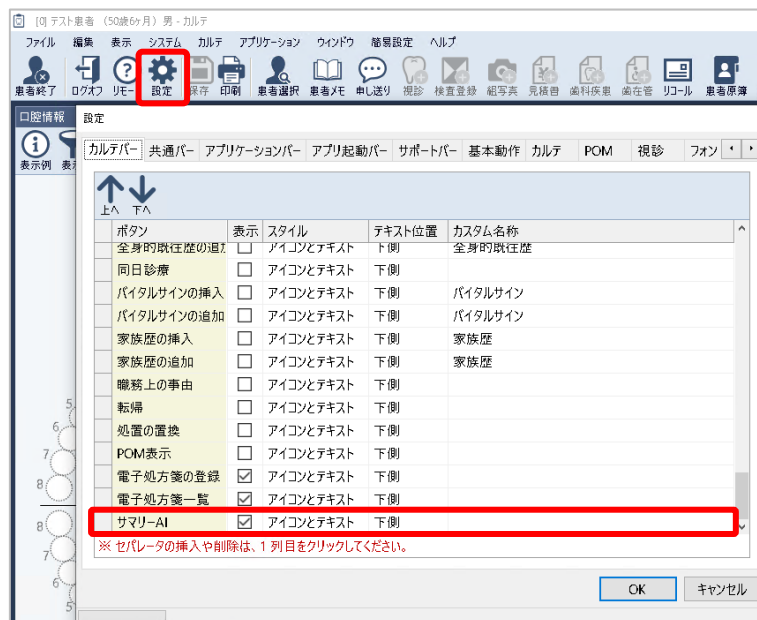 [0] テスト患者 （50歳6ヶ月）男 - カルテ
ファイル 編集 表示 システム カルテ アプリケーション ウインドウ 簡易設定 ヘルプ
患者終了 ログオフ リモー 設定 保存 印刷 患者選択 患者メモ 申し送り 視診 検査登録 組写真 見積書 歯科疾患 歯在管 リコール 患者原簿
口腔情報
設定
表示例
カルテバー 共通バー アプリケーションバー アプリ起動バー サポートバー 基本動作 カルテ POM 視診 フォン
上へ 下へ
ボタン 表示 スタイル テキスト位置 カスタム名称
全身的既往歴の追加 アイコンとテキスト 下側 全身的既往歴
同日診療 アイコンとテキスト 下側
バイタルサインの挿入 アイコンとテキスト 下側 バイタルサイン
バイタルサインの追加 アイコンとテキスト 下側 バイタルサイン
家族歴の挿入 アイコンとテキスト 下側 家族歴
家族歴の追加 アイコンとテキスト 下側 家族歴
職務上の事由 アイコンとテキスト 下側
転帰 アイコンとテキスト 下側
処置の置換 アイコンとテキスト 下側
POM表示 アイコンとテキスト 下側
電子処方箋の登録 アイコンとテキスト 下側
電子処方箋一覧 アイコンとテキスト 下側
サマリーAI アイコンとテキスト 下側
※ セパレータの挿入や削除は、1 列目をクリックしてください。
OK キャンセル
5
6
7
8
8
7
6
5